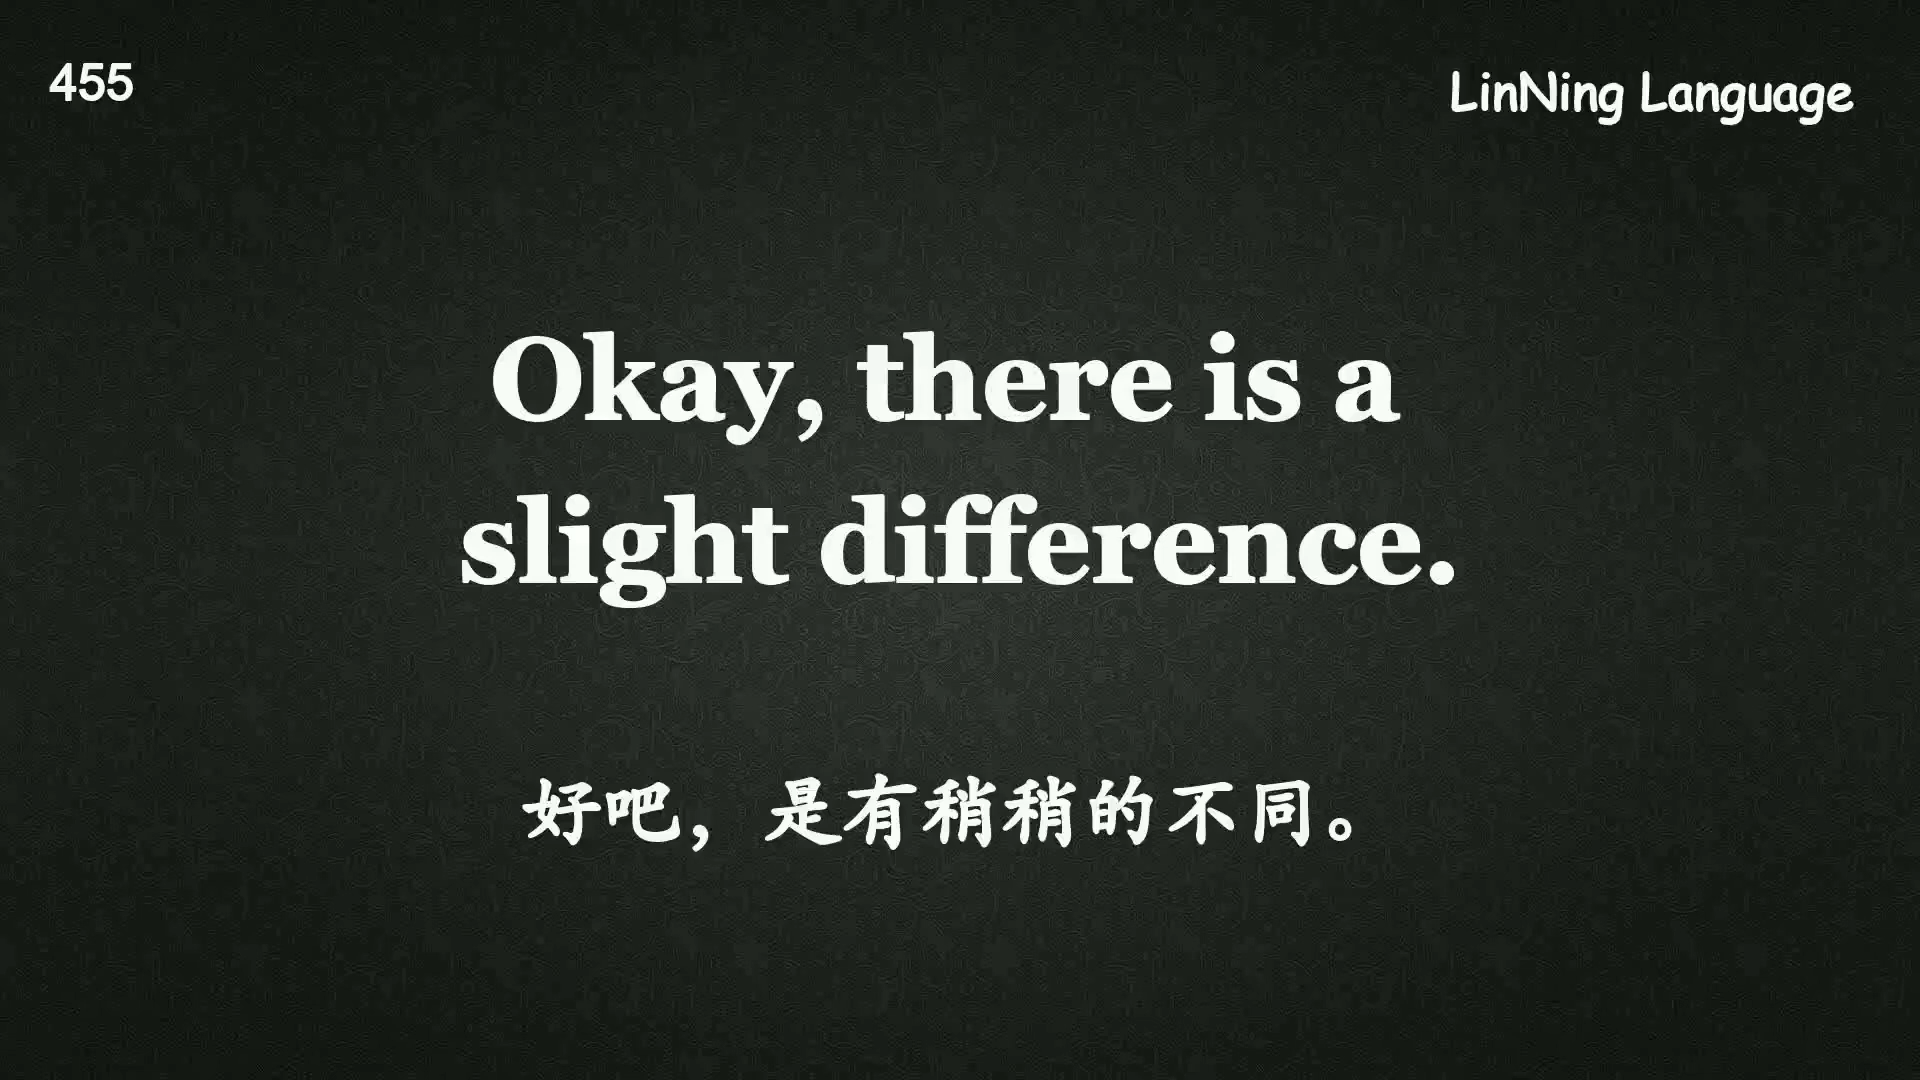 455
LinNing Language
Okay, there is a
slight difference.
好吧，是有稍稍的不同。